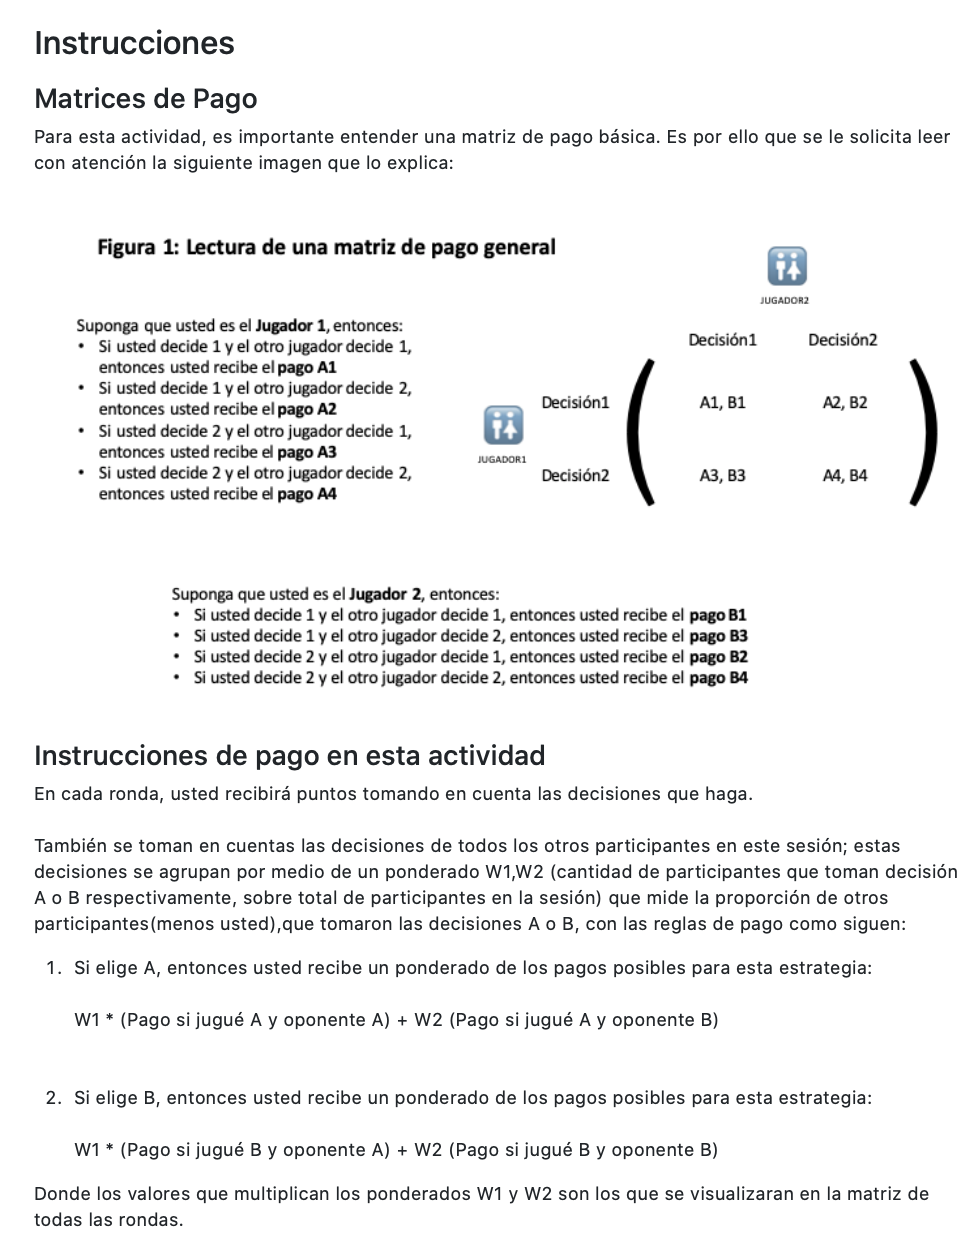 Instrucciones
Matrices de Pago
Para esta actividad, es importante entender una matriz de pago básica. Es por ello que se le solicita leer
con atención la siguiente imagen que lo explica:
Figura 1: Lectura de una matriz de pago general
JUGADOR2
Suponga que usted es el Jugador 1, entonces:
• Si usted decide 1 y el otro jugador decide 1,
entonces usted recibe el pago A1
• Si usted decide 1 y el otro jugador decide 2,
entonces usted recibe el pago A2
• Si usted decide 2 y el otro jugador decide 1,
entonces usted recibe el pago A3
• Si usted decide 2 y el otro jugador decide 2,
entonces usted recibe el pago A4
Decisión1 Decisión2
Decisión1 A1, B1 A2, B2
JUGADOR1
Decisión2 A3, B3 A4, B4
Suponga que usted es el Jugador 2, entonces:
• Si usted decide 1 y el otro jugador decide 1, entonces usted recibe el pago B1
• Si usted decide 1 y el otro jugador decide 2, entonces usted recibe el pago B3
• Si usted decide 2 y el otro jugador decide 1, entonces usted recibe el pago B2
• Si usted decide 2 y el otro jugador decide 2, entonces usted recibe el pago B4
Instrucciones de pago en esta actividad
En cada ronda, usted recibirá puntos tomando en cuenta las decisiones que haga.
También se toman en cuentas las decisiones de todos los otros participantes en este sesión; estas
decisiones se agrupan por medio de un ponderado W1,W2 (cantidad de participantes que toman decisión
A o B respectivamente, sobre total de participantes en la sesión) que mide la proporción de otros
participantes(menos usted),que tomaron las decisiones A o B, con las reglas de pago como siguen:
1. Si elige A, entonces usted recibe un ponderado de los pagos posibles para esta estrategia:
W1 * (Pago si jugué A y oponente A) + W2 (Pago si jugué A y oponente B)
2. Si elige B, entonces usted recibe un ponderado de los pagos posibles para esta estrategia:
W1 * (Pago si jugué B y oponente A) + W2 (Pago si jugué B y oponente B)
Donde los valores que multiplican los ponderados W1 y W2 son los que se visualizaran en la matriz de
todas las rondas.